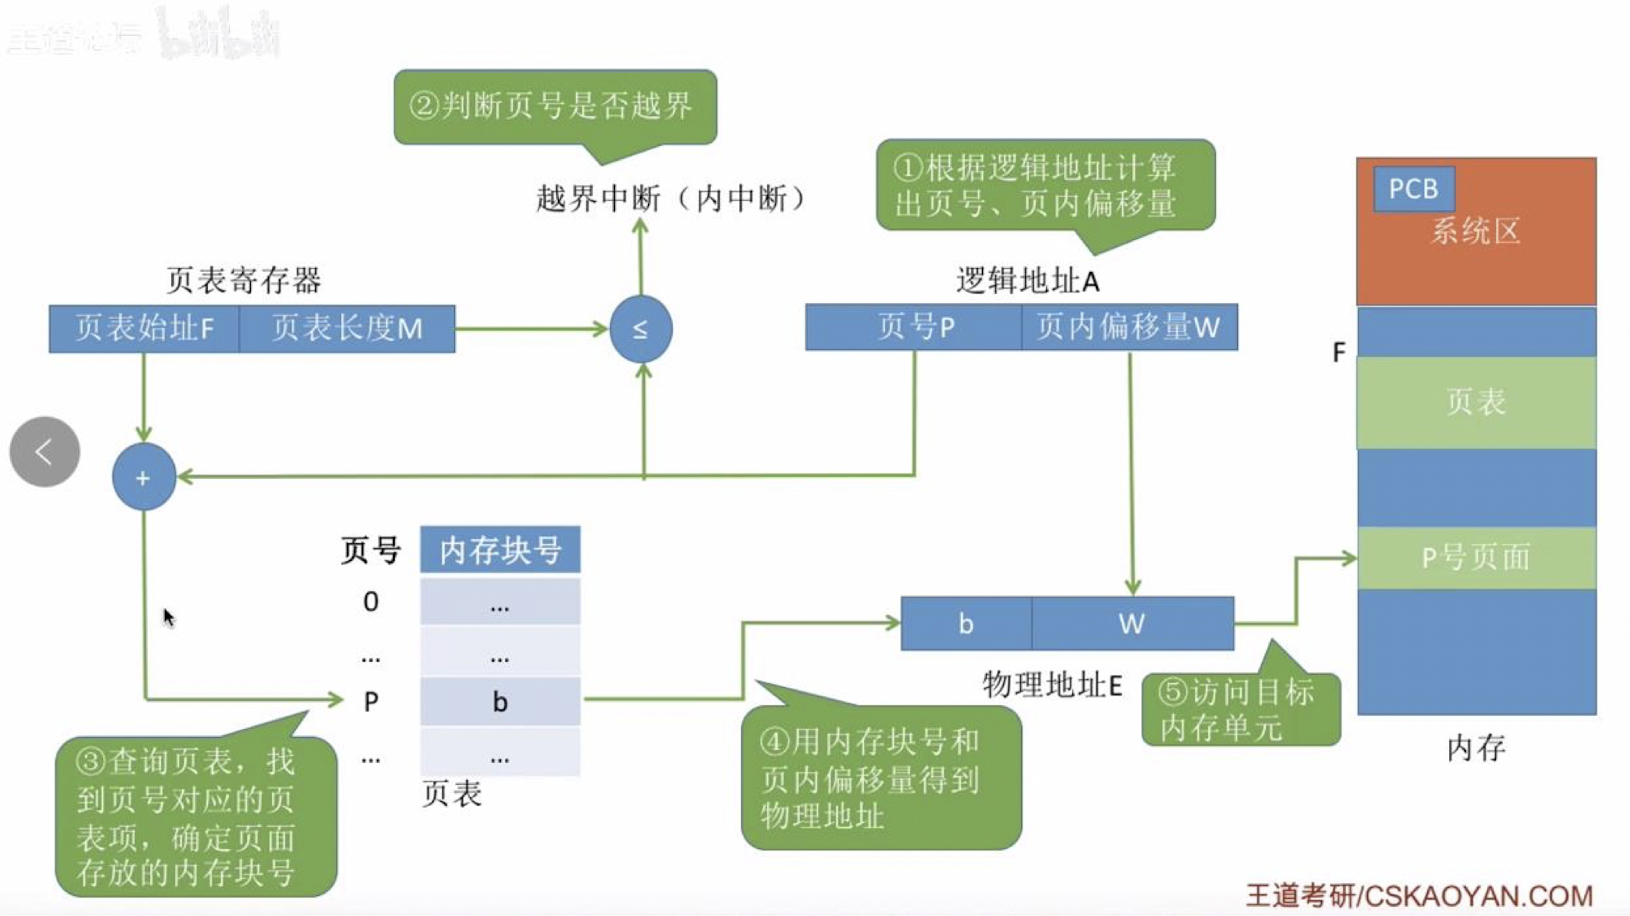 王道论坛 bilibili
②判断页号是否越界
越界中断（内中断）
①根据逻辑地址计算
出页号、页内偏移量
PCB
系统区
页表寄存器
页表始址F
页表长度M
≤
逻辑地址A
页号P
页内偏移量W
F
页表
+
页号
内存块号
0
...
...
...
P
b
...
...
页表
b
W
物理地址E
P号页面
内存
③查询页表，找
到页号对应的页
表项，确定页面
存放的内存块号
④用内存块号和
页内偏移量得到
物理地址
⑤访问目标
内存单元
王道考研/CSKAOYAN.COM